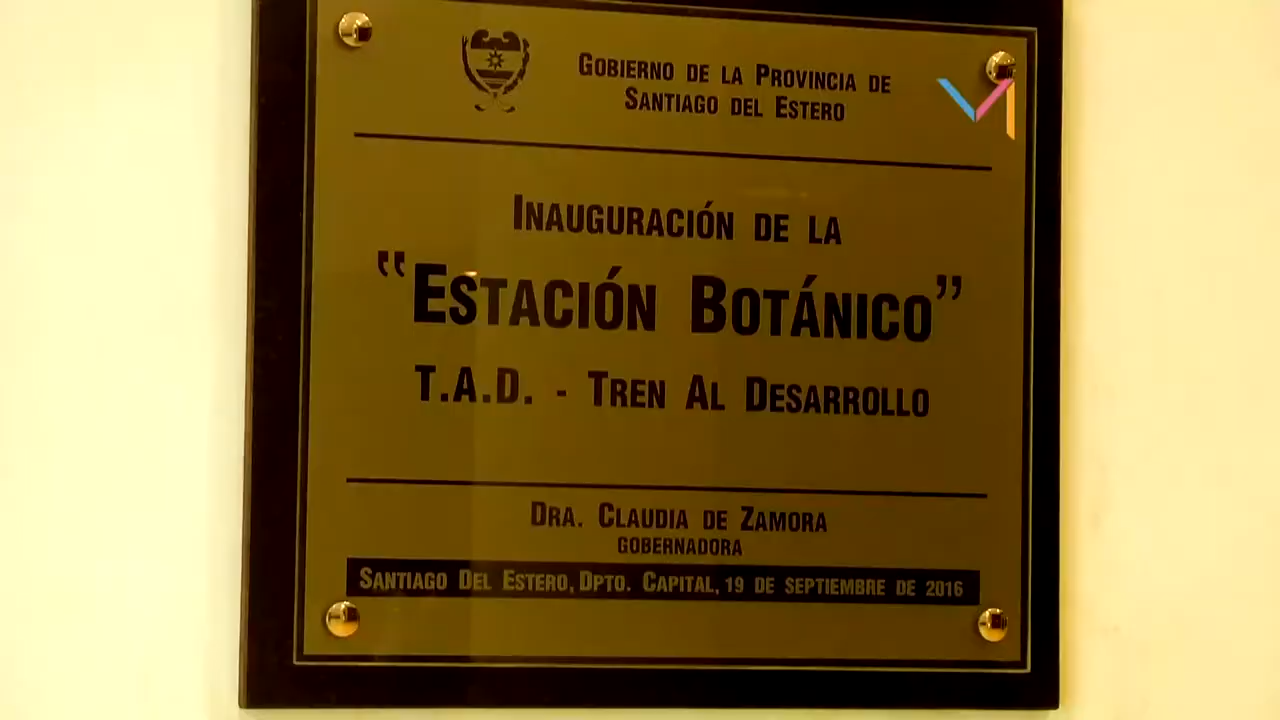 Gobierno de la Provincia de
Santiago del Estero
Inauguración de la
"Estación Botánico"
T.A.D. - Tren Al Desarrollo
Dra. Claudia de Zamora
gobernadora
Santiago Del Estero, Dpto. Capital, 19 de septiembre de 2016